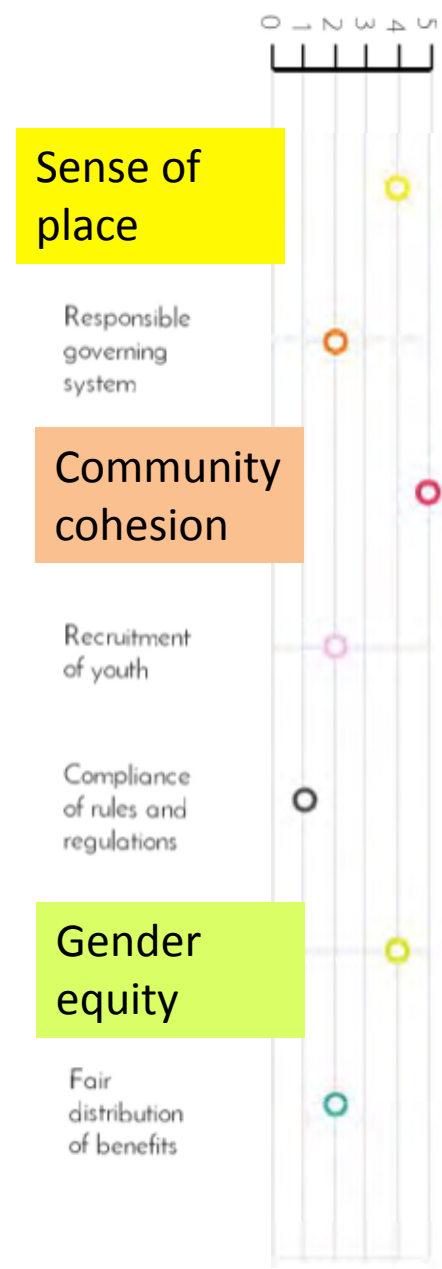 0 1 2 3 4 5
Sense of
place
Responsible
governing
system
Community
cohesion
Recruitment
of youth
Compliance
of rules and
regulations
Gender
equity
Fair
distribution
of benefits